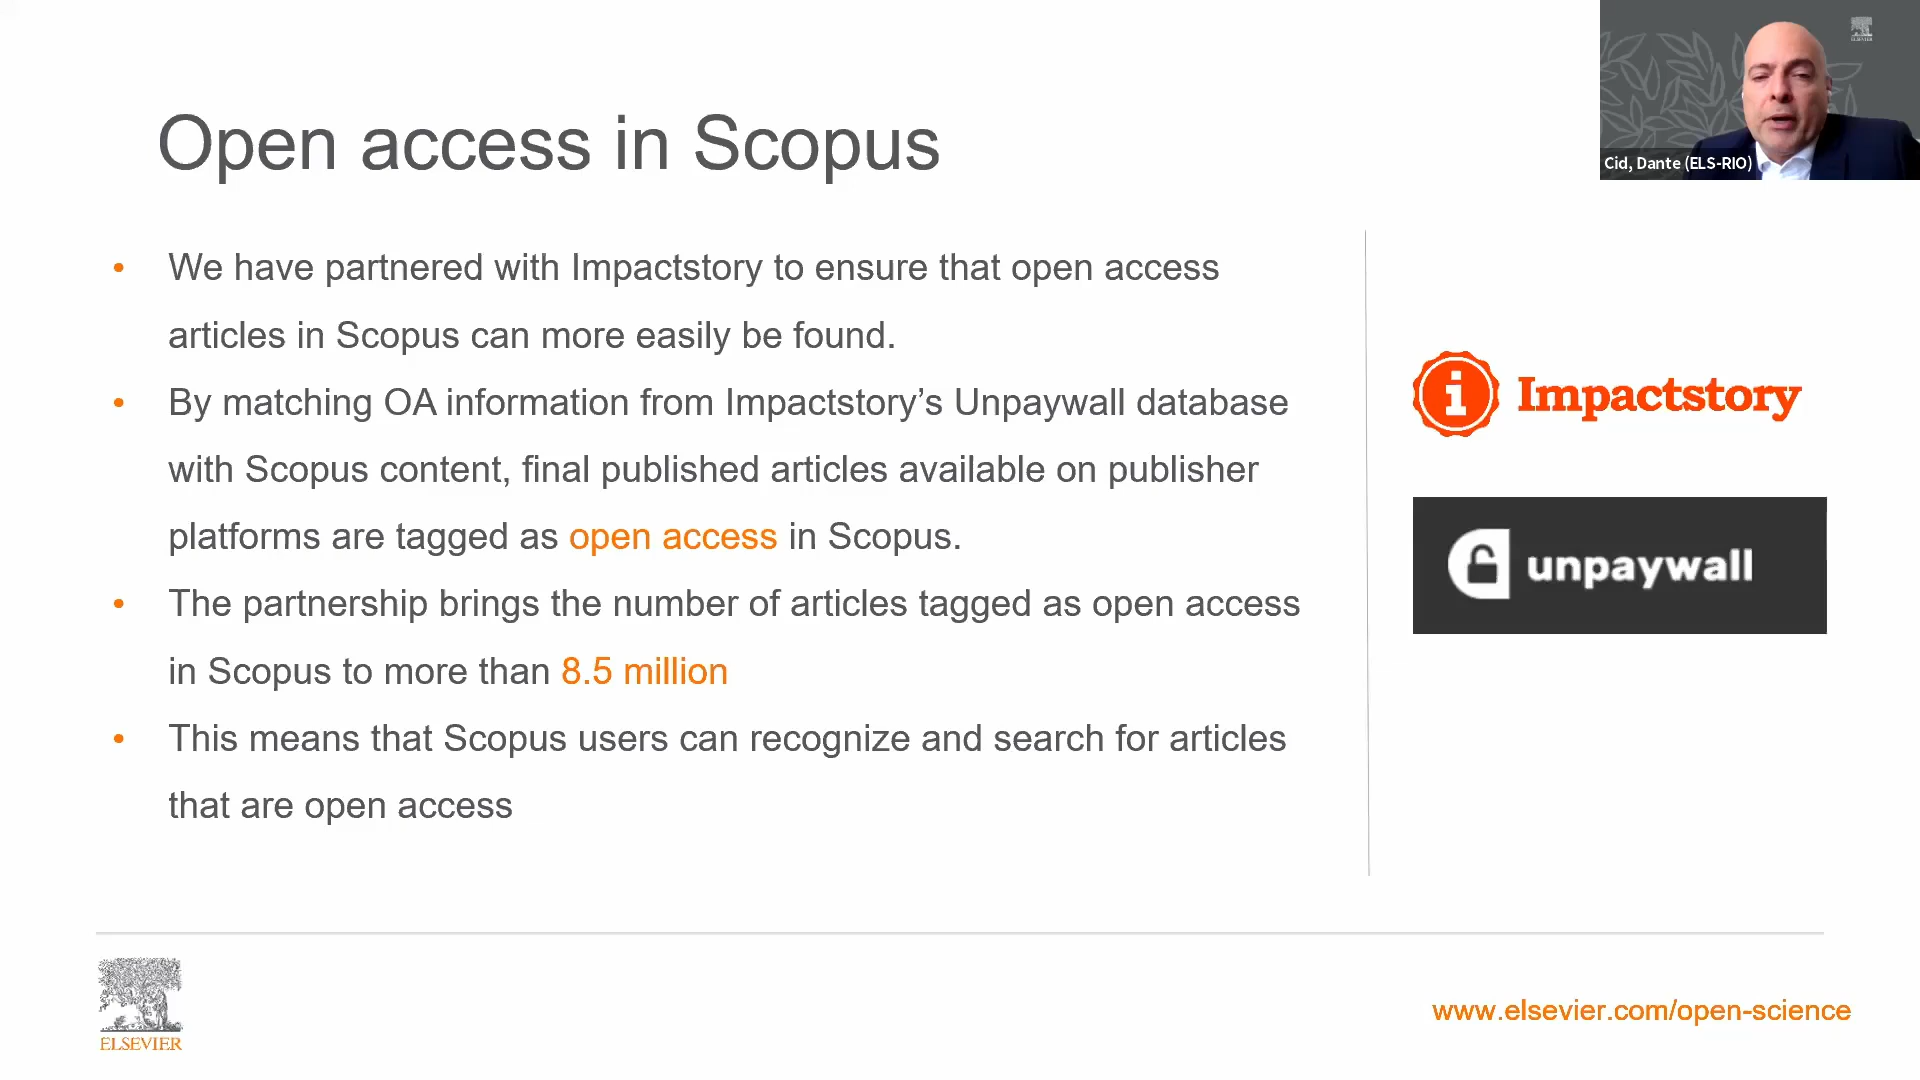 Open access in Scopus
• We have partnered with Impactstory to ensure that open access
articles in Scopus can more easily be found.
• By matching OA information from Impactstory’s Unpaywall database
with Scopus content, final published articles available on publisher
platforms are tagged as open access in Scopus.
• The partnership brings the number of articles tagged as open access
in Scopus to more than 8.5 million
• This means that Scopus users can recognize and search for articles
that are open access
Impactstory
unpaywall
ELSEVIER
Cid, Dante (ELS-RIO)
ELSEVIER
www.elsevier.com/open-science